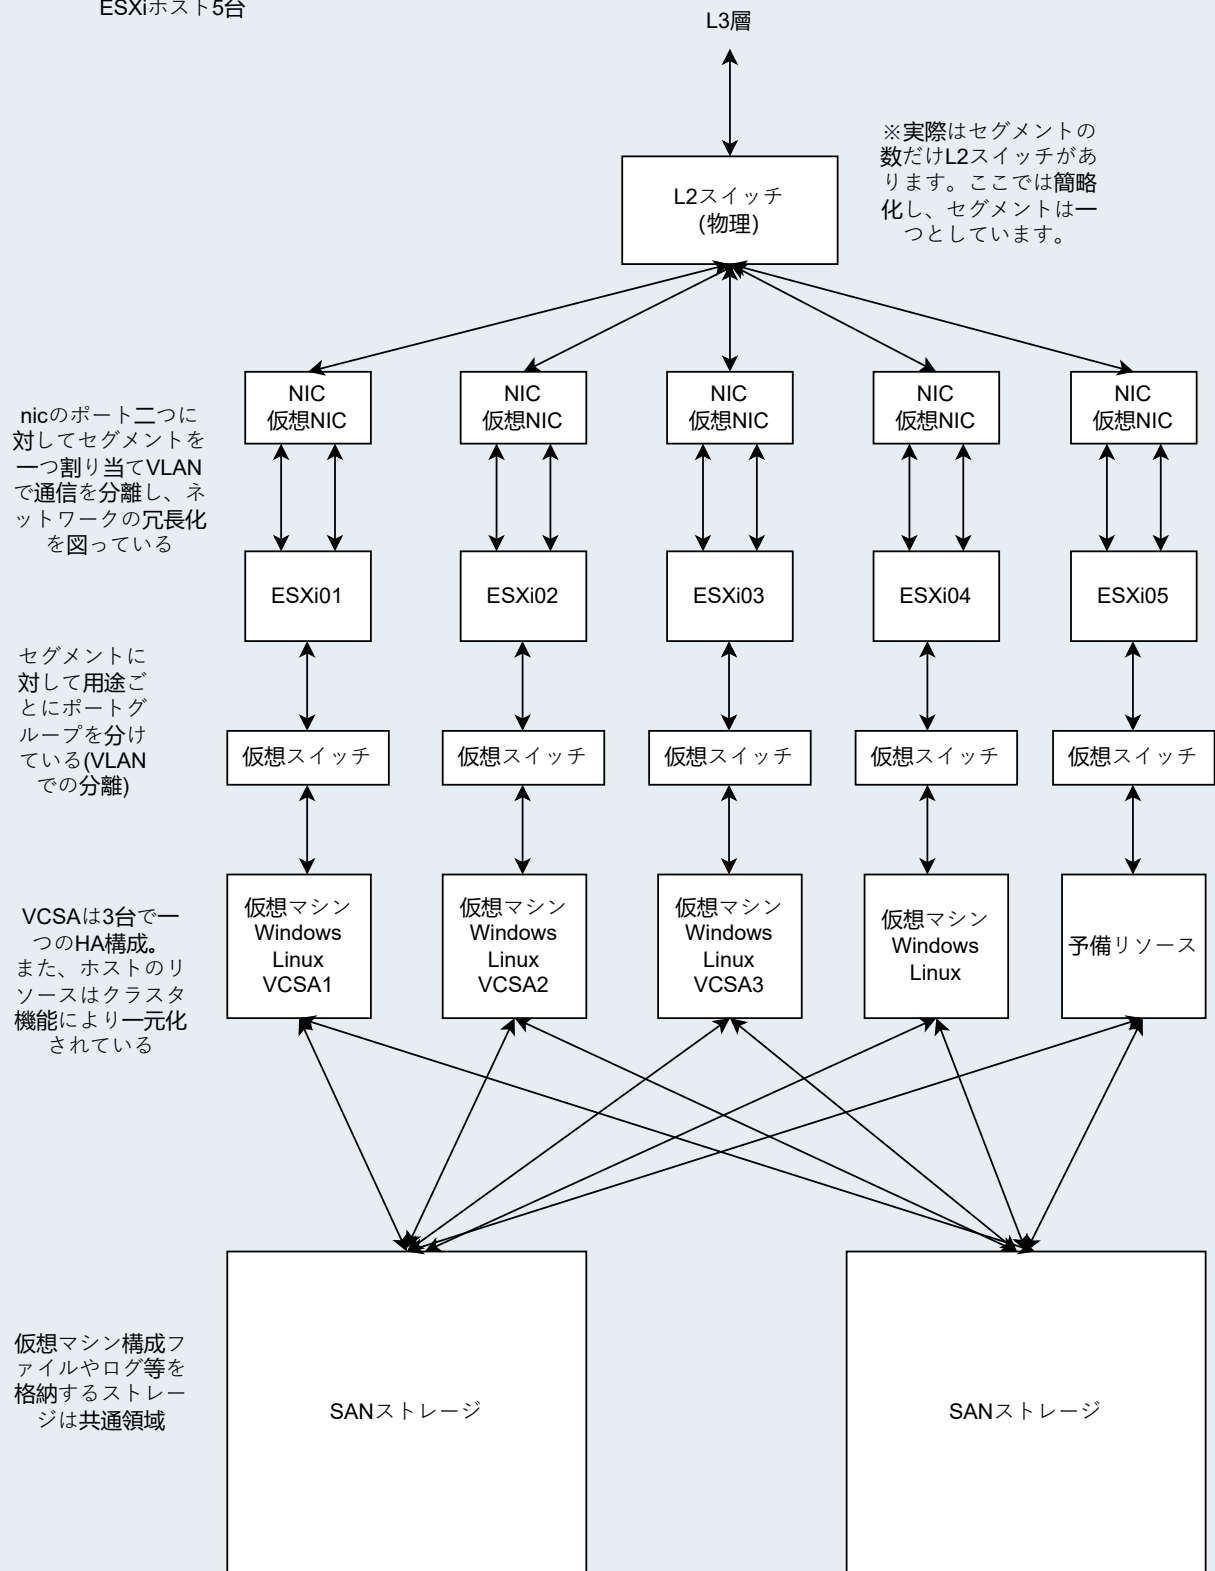 ESXiホスト5台
L3層
※実際はセグメントの
数だけL2スイッチがあ
ります。ここでは簡略
化し、セグメントは一
つとしています。
L2スイッチ
(物理)
NIC
仮想NIC
NIC
仮想NIC
NIC
仮想NIC
NIC
仮想NIC
NIC
仮想NIC
nicのポート二つに
対してセグメントを
一つ割り当てVLAN
で通信を分離し、ネ
ットワークの冗長化
を図っている
ESXi01
ESXi02
ESXi03
ESXi04
ESXi05
セグメントに
対して用途ご
とにポートグ
ループを分け
ている(VLAN
での分離)
仮想スイッチ
仮想スイッチ
仮想スイッチ
仮想スイッチ
仮想スイッチ
VCSAは3台で一
つのHA構成。
また、ホストのリ
ソースはクラスタ
機能により一元化
されている
仮想マシン
Windows
Linux
VCSA1
仮想マシン
Windows
Linux
VCSA2
仮想マシン
Windows
Linux
VCSA3
仮想マシン
Windows
Linux
予備リソース
仮想マシン構成フ
ァイルやログ等を
格納するストレー
ジは共通領域
SANストレージ
SANストレージ